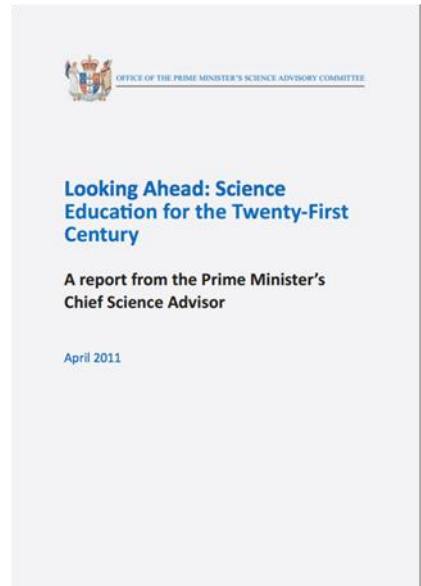 OFFICE OF THE PRIME MINISTER'S SCIENCE ADVISORY COMMITTEE
Looking Ahead: Science
Education for the Twenty-First
Century
A report from the Prime Minister's
Chief Science Advisor
April 2011